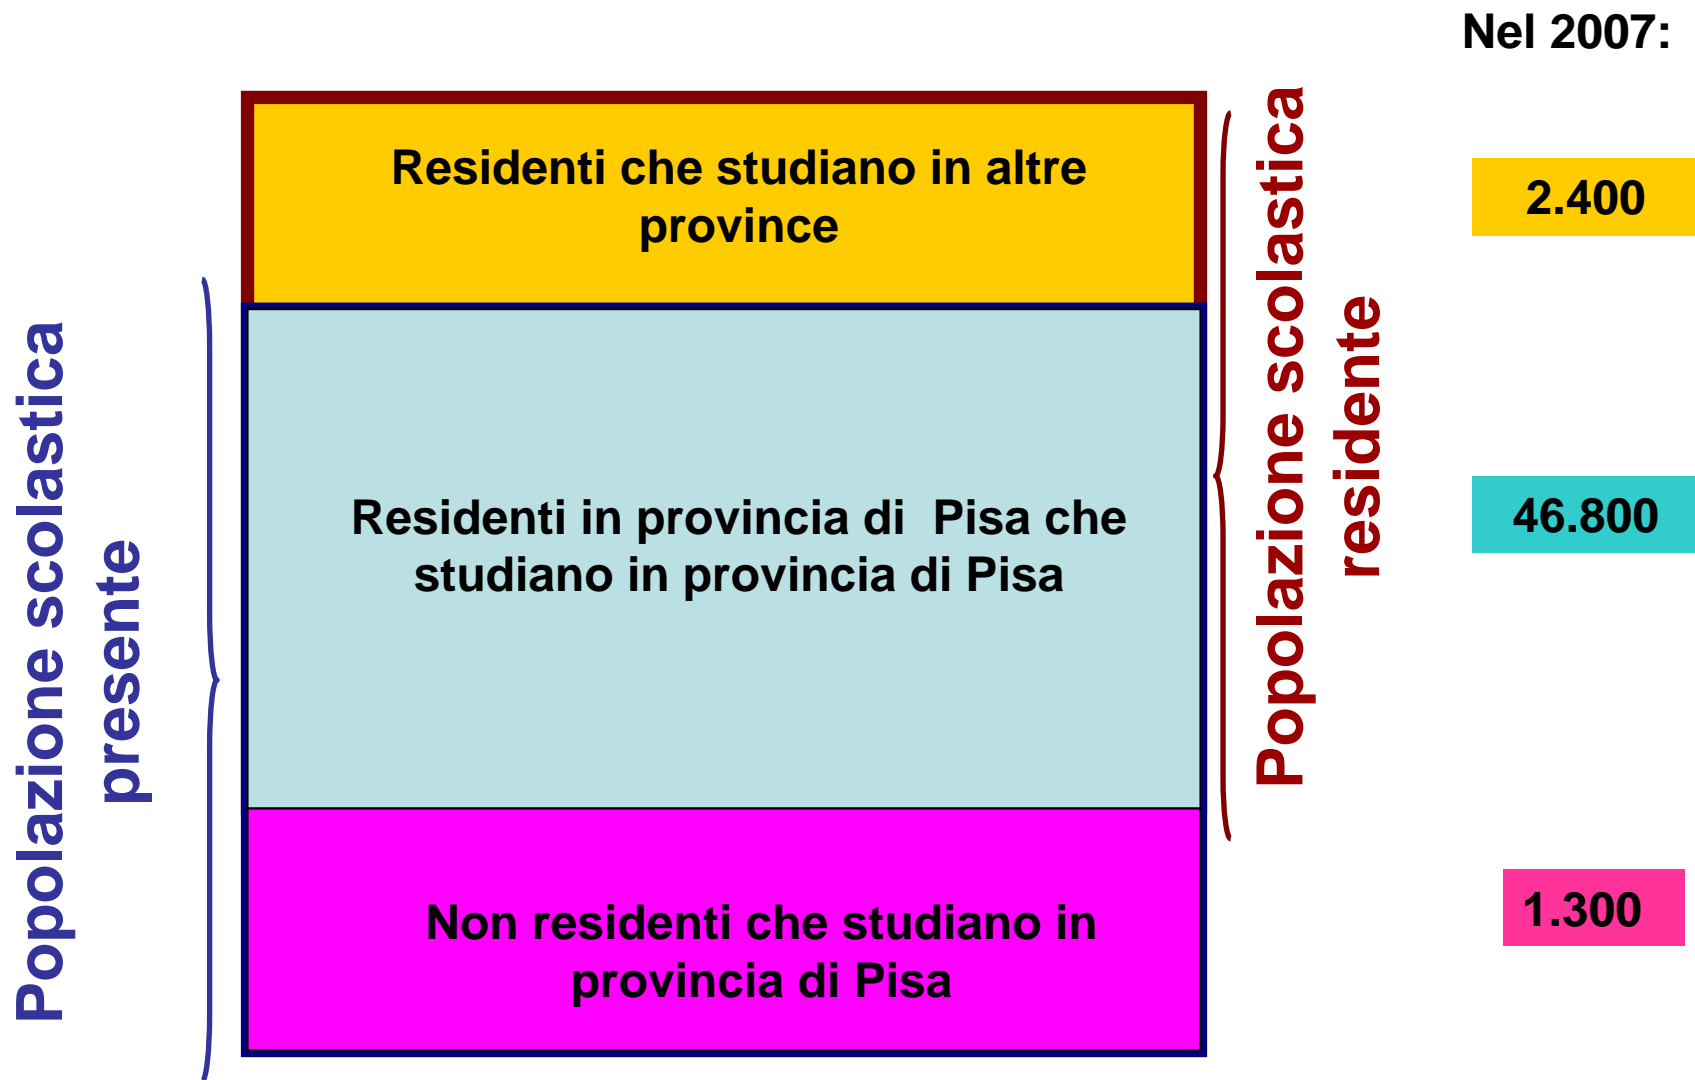 Nel 2007:
Residenti che studiano in altre
province
2.400
Popolazione scolastica
residente
Popolazione scolastica
presente
Residenti in provincia di  Pisa che
studiano in provincia di Pisa
46.800
Non residenti che studiano in
provincia di Pisa
1.300